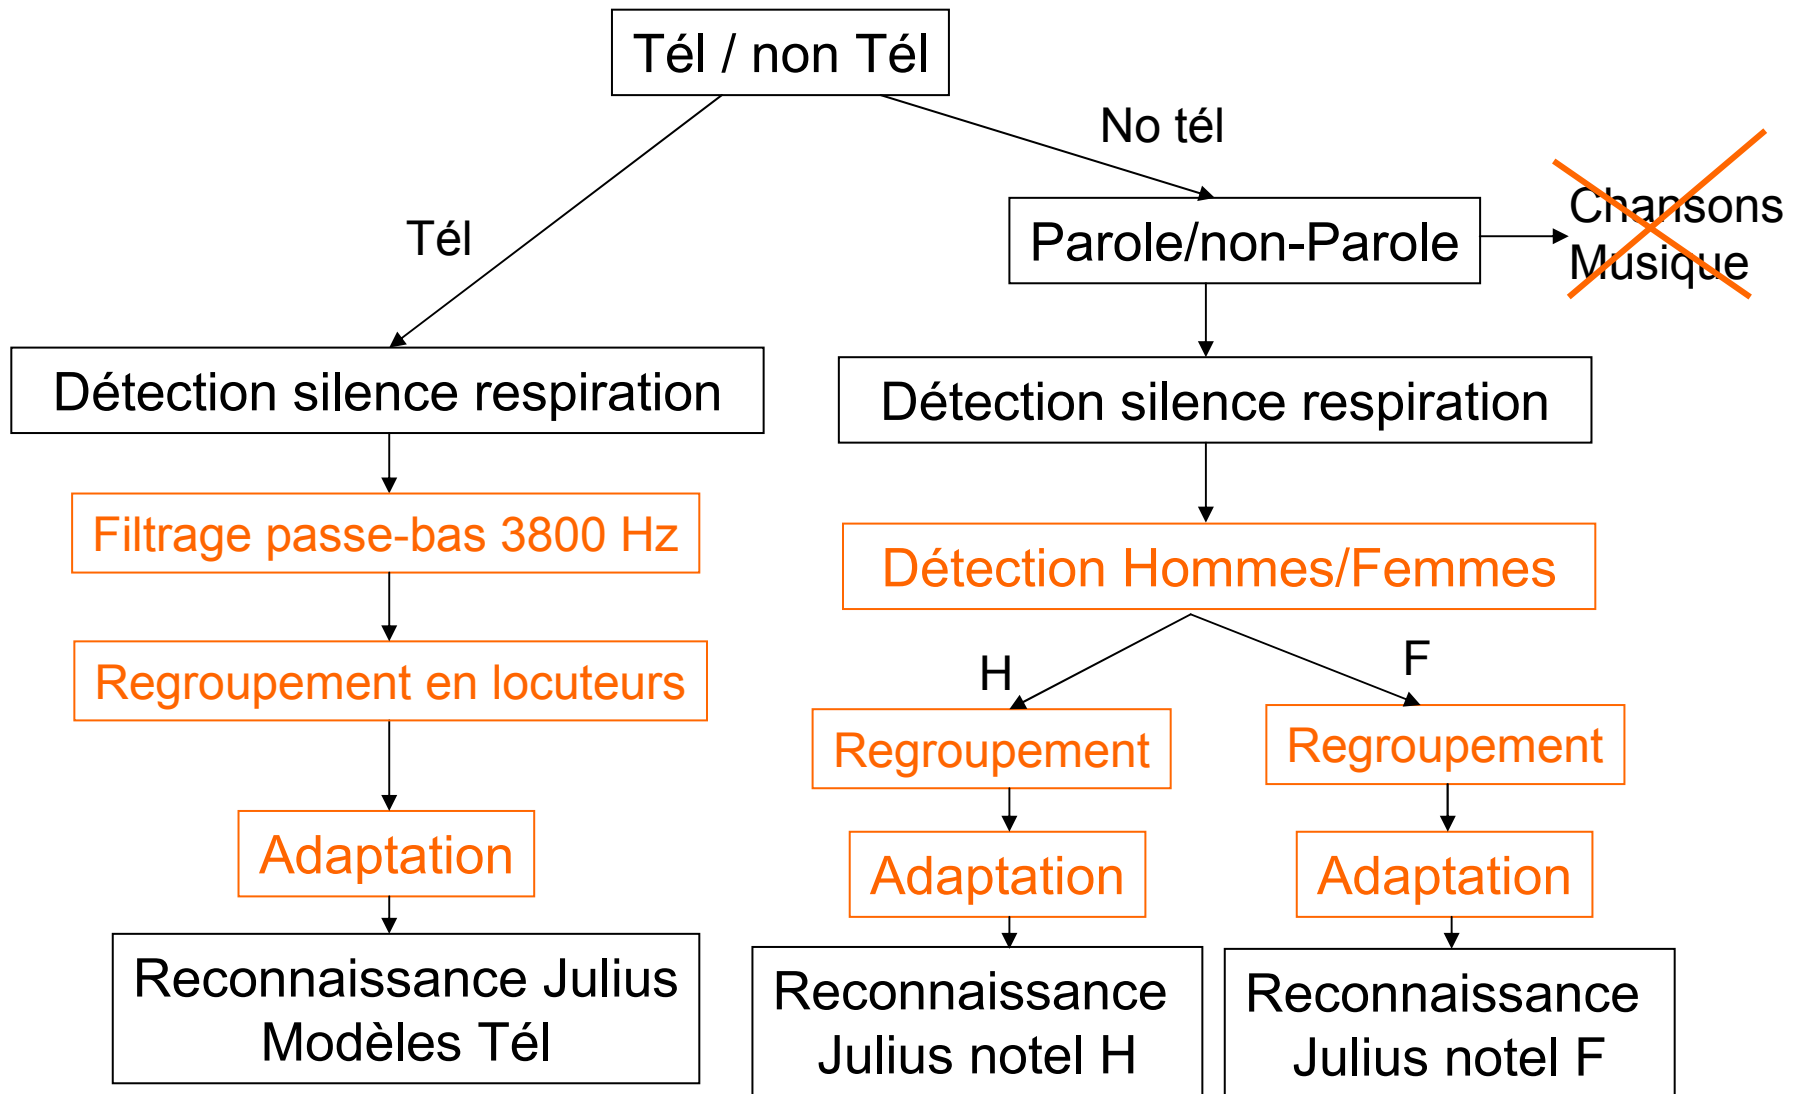 Tél / non Tél
No tél
Tél
Parole/non-Parole
Chansons
Musique
Détection silence respiration
Détection silence respiration
Filtrage passe-bas 3800 Hz
Détection Hommes/Femmes
Regroupement en locuteurs
H
F
Regroupement
Regroupement
Adaptation
Adaptation
Adaptation
Reconnaissance Julius
Modèles Tél
Reconnaissance
Julius notel H
Reconnaissance
Julius notel F